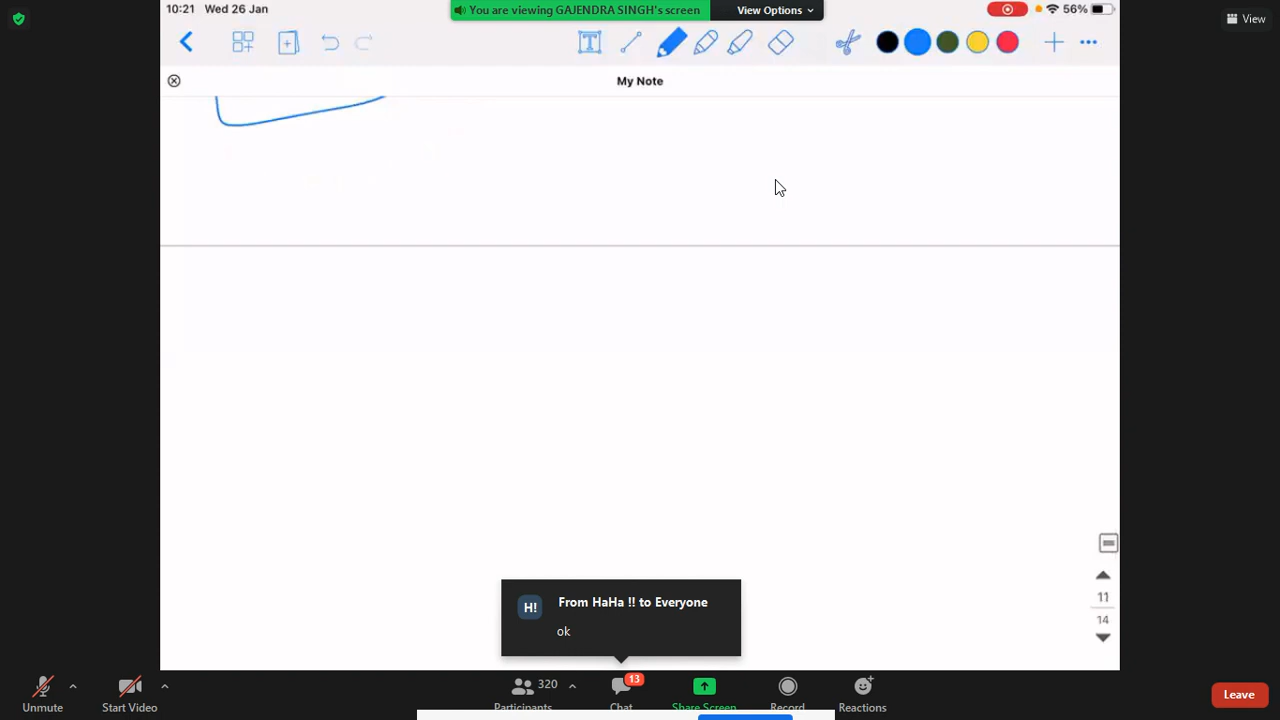 10:21 Wed 26 Jan
You are viewing GAJENDRA SINGH's screen
View Options
56%
View
My Note
11
14
H!
From HaHa !! to Everyone
ok
Unmute
Start Video
320
Participants
13
Chat
Share Screen
Record
Reactions
Leave